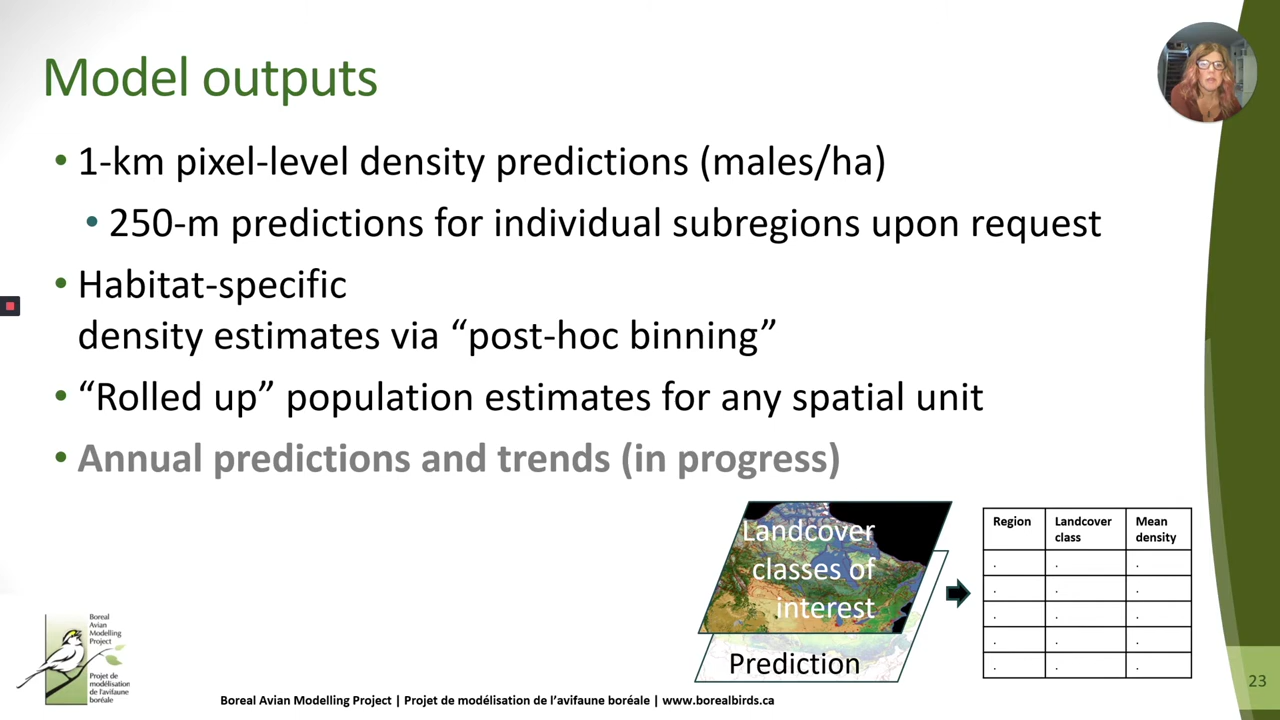 Model outputs
• 1-km pixel-level density predictions (males/ha)
• 250-m predictions for individual subregions upon request
• Habitat-specific
density estimates via “post-hoc binning”
• “Rolled up” population estimates for any spatial unit
• Annual predictions and trends (in progress)
Landcover
classes of
interest
Prediction
Region Landcover class Mean density
. . .
. . .
. . .
. . .
. . .
Boreal
Avian
Modelling
Project
Projet de
modélisation
de l'avifaune
boréale
Boreal Avian Modelling Project | Projet de modélisation de l’avifaune boréale | www.borealbirds.ca
23